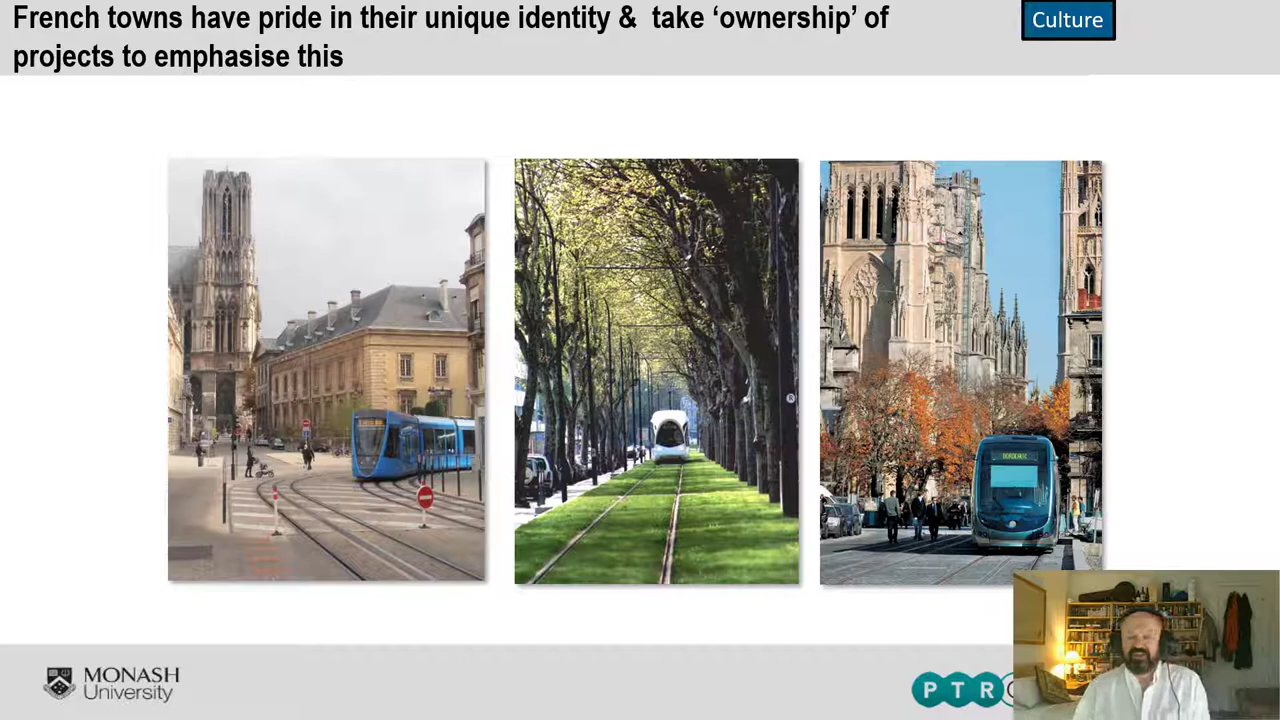 French towns have pride in their unique identity & take ‘ownership’ of
projects to emphasise this
Culture
BORDEAUX
R
MONASH
University
PTR